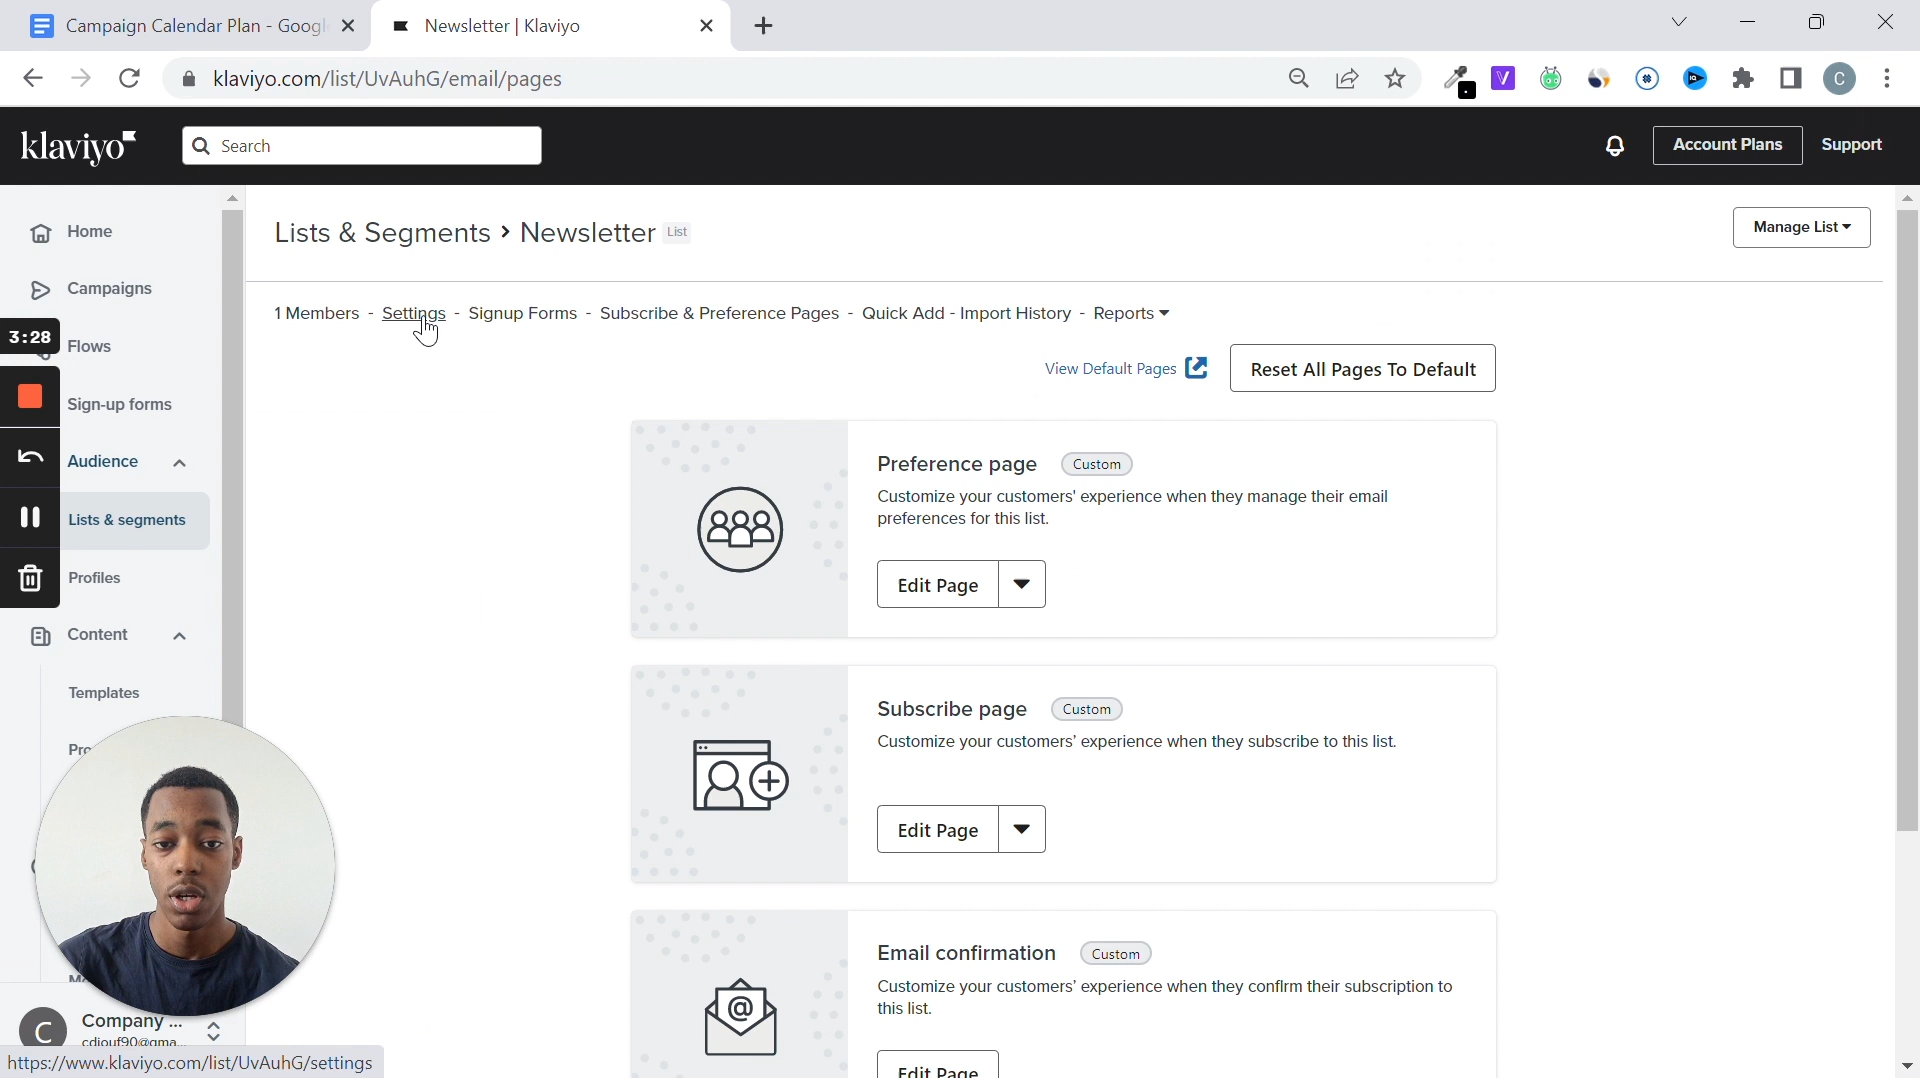 Campaign Calendar Plan - Googl
Newsletter | Klaviyo
klaviyo.com/list/UvAuhG/email/pages
C
klaviyo
Search
Account Plans
Support
Home
Campaigns
Flows
Sign-up forms
Audience
Lists & segments
Profiles
Content
Templates
Pro
3:28
Lists & Segments › Newsletter List
Manage List
1 Members - Settings - Signup Forms - Subscribe & Preference Pages - Quick Add - Import History - Reports
View Default Pages
Reset All Pages To Default
Preference page Custom
Customize your customers' experience when they manage their email
preferences for this list.
Edit Page
Subscribe page Custom
Customize your customers' experience when they subscribe to this list.
Edit Page
Email confirmation Custom
Customize your customers' experience when they confirm their subscription to
this list.
Edit Page
C
Company ...
cdiouf90@gma...
https://www.klaviyo.com/list/UvAuhG/settings